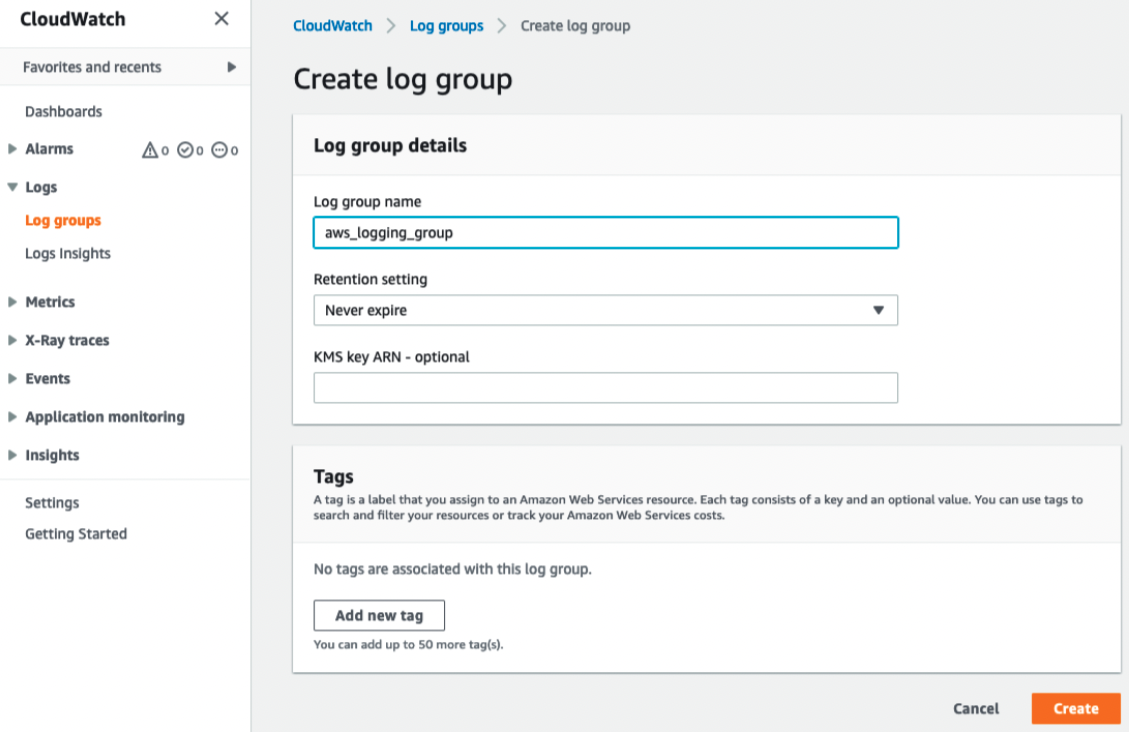 CloudWatch
Favorites and recents
Dashboards
Alarms 0 0 0
Logs
Log groups
Logs Insights
Metrics
X-Ray traces
Events
Application monitoring
Insights
Settings
Getting Started
CloudWatch > Log groups > Create log group
Create log group
Log group details
Log group name
aws_logging_group
Retention setting
Never expire
KMS key ARN - optional
Tags
A tag is a label that you assign to an Amazon Web Services resource. Each tag consists of a key and an optional value. You can use tags to
search and filter your resources or track your Amazon Web Services costs.
No tags are associated with this log group.
Add new tag
You can add up to 50 more tag(s).
Cancel Create